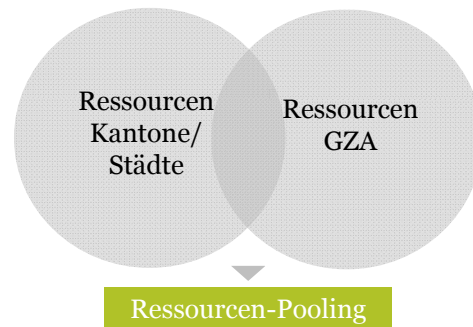 Ressourcen
Kantone/
Städte
Ressourcen
GZA
Ressourcen-Pooling